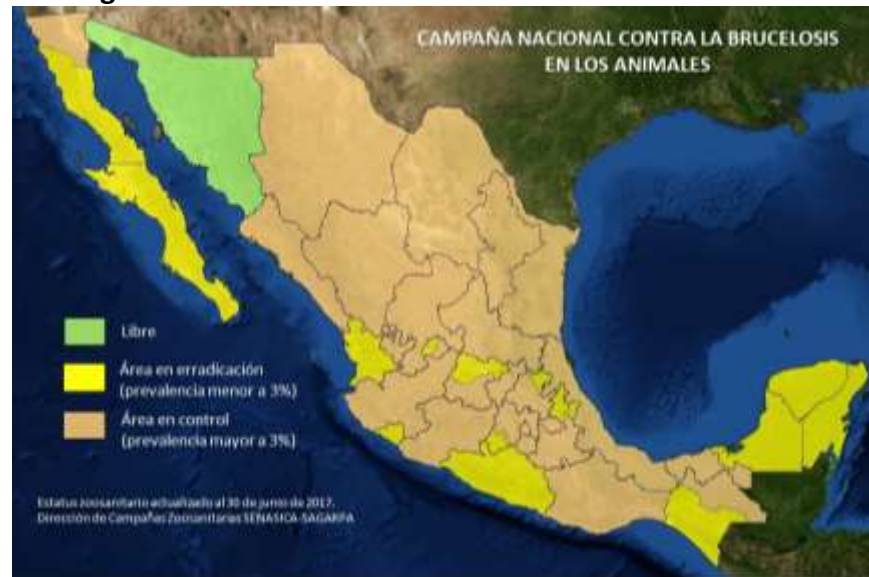 CAMPAÑA NACIONAL CONTRA LA BRUCELOSIS
EN LOS ANIMALES
Libre
Área en erradicación
(prevalencia menor a 3%)
Área en control
(prevalencia mayor a 3%)
Estatus zoosanitario actualizado al 30 de junio de 2017.
Dirección de Campañas Zoosanitarias SENASICA-SAGARPA